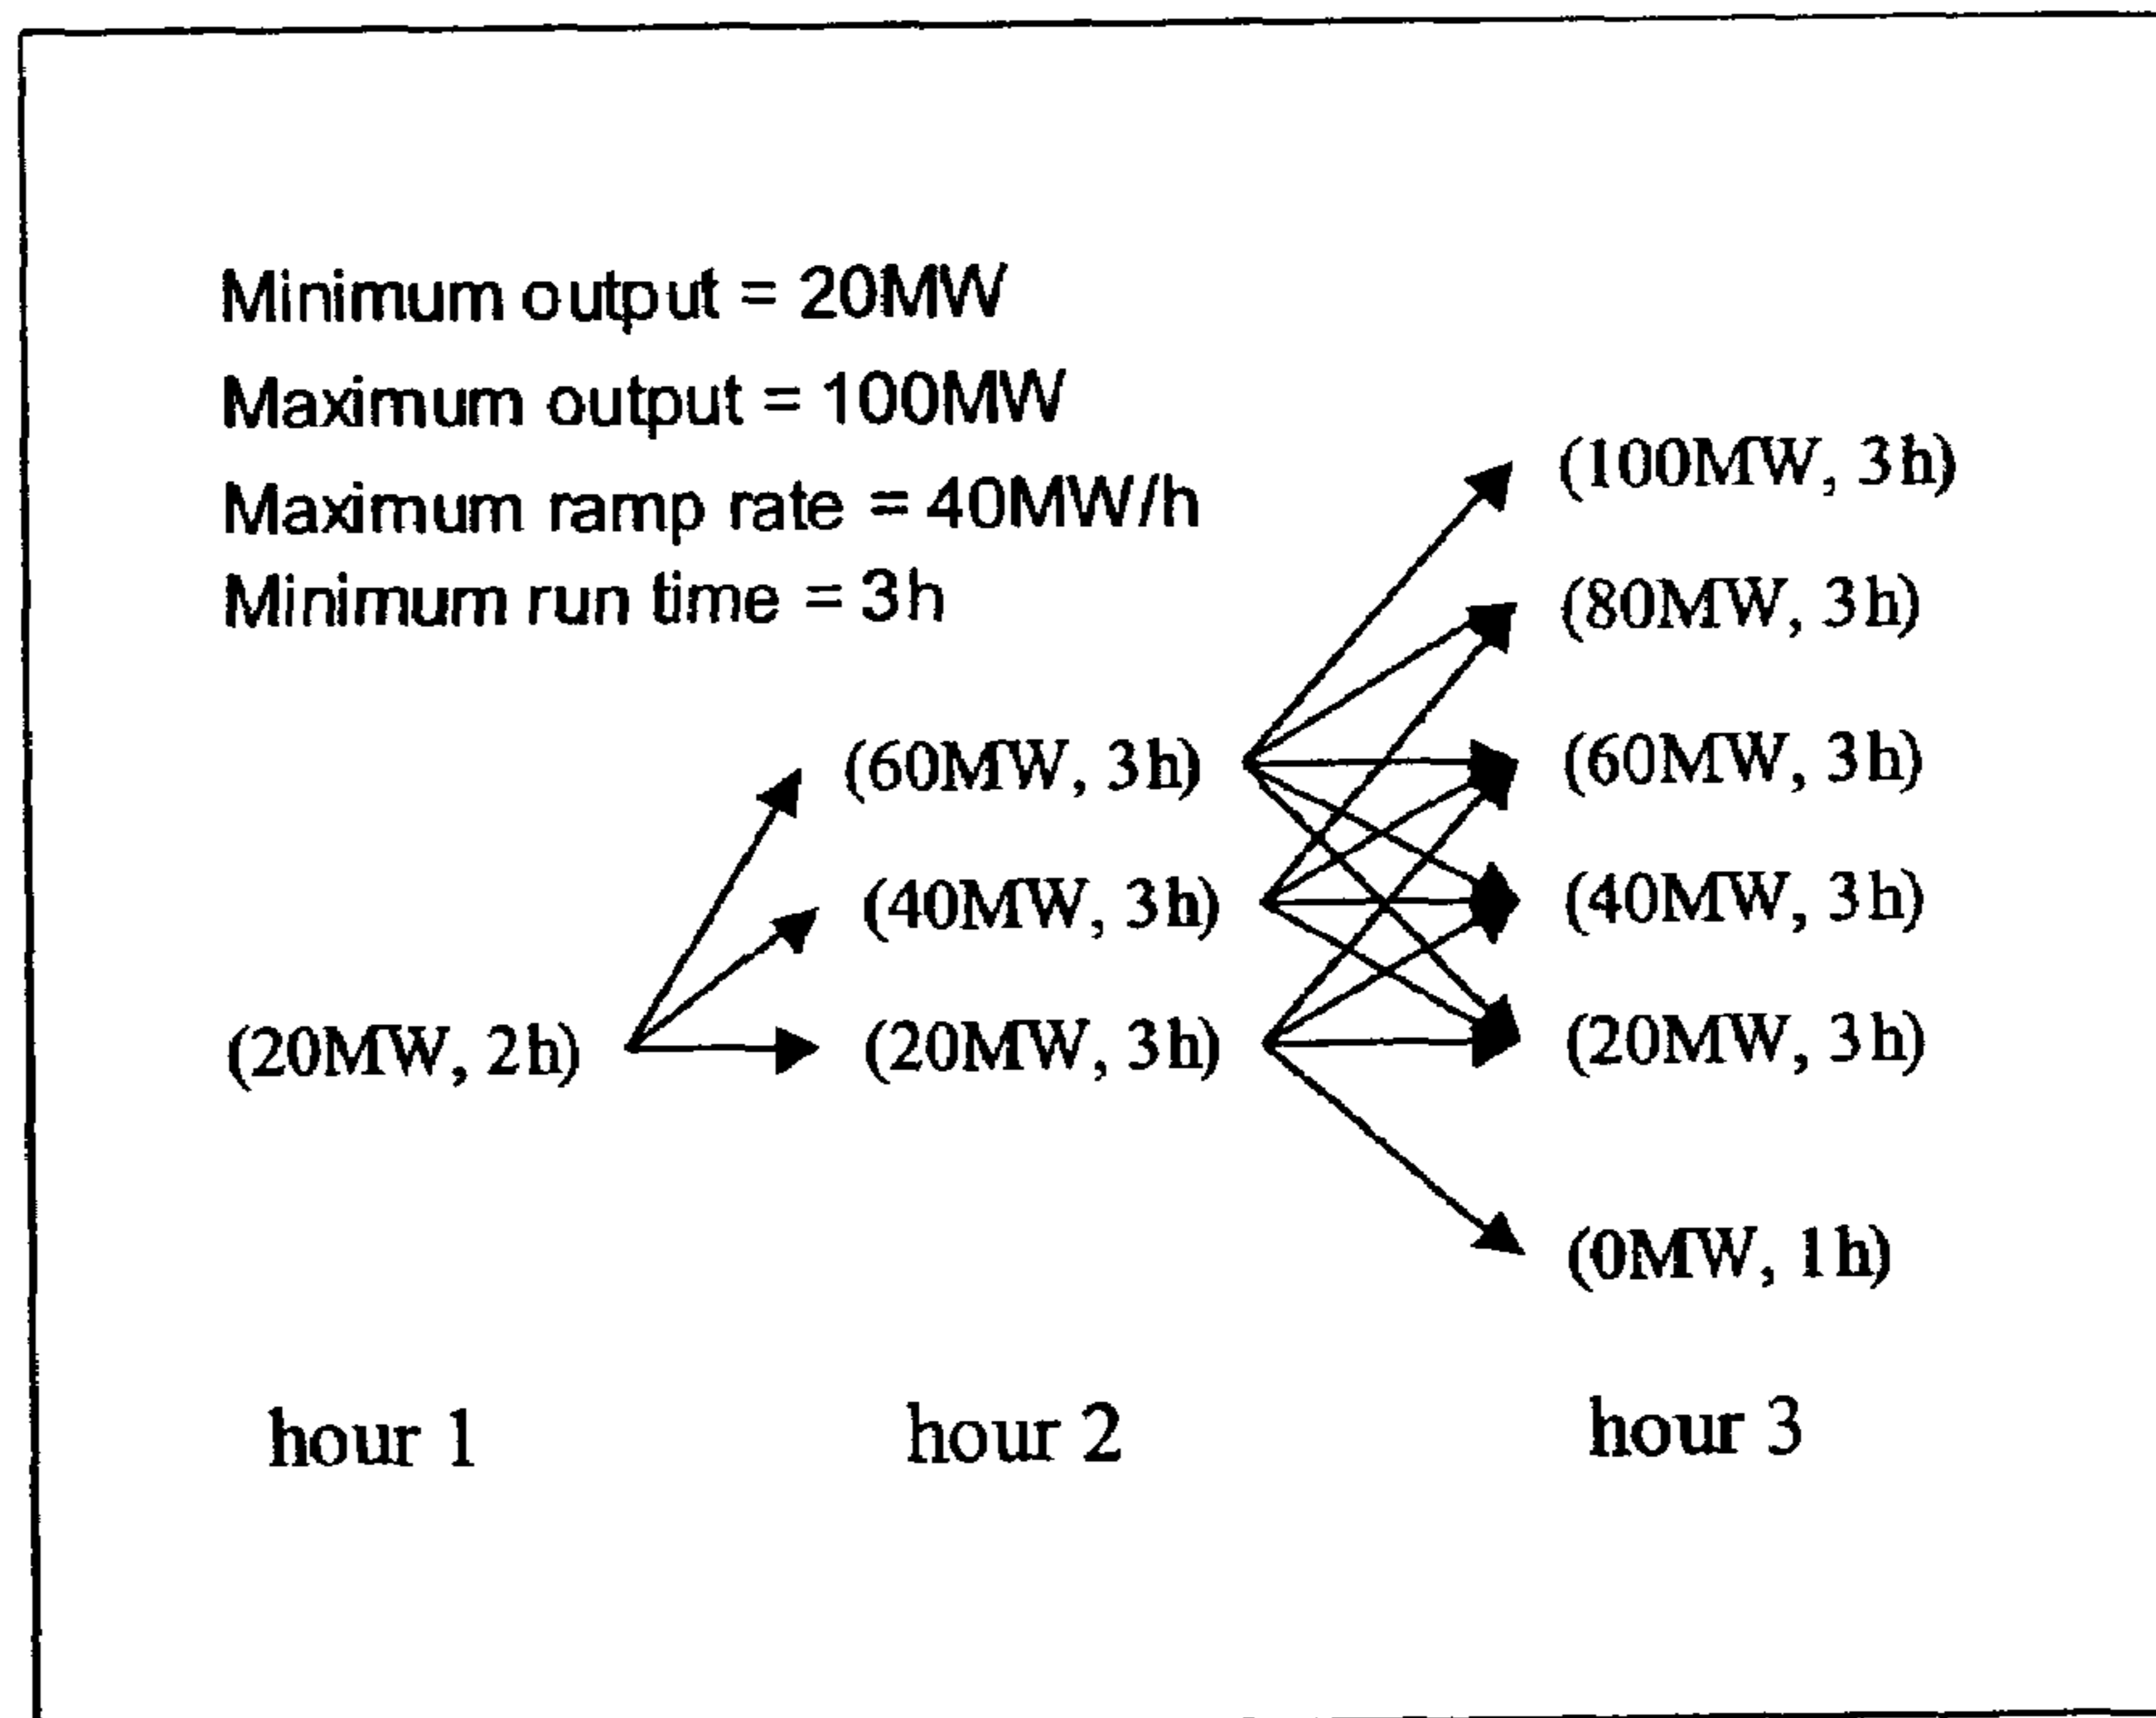 Minimum output = 20MW
Maximum output = 100MW
Maximum ramp rate = 40MW/h
Minimum run time = 3h
(100MW, 3h)
(80MW, 3h)
(60MW, 3h) (60MW, 3h)
(40MW, 3h) (40MW, 3h)
(20MW, 2h) (20MW, 3h) (20MW, 3h)
(0MW, 1h)
hour 1 hour 2 hour 3